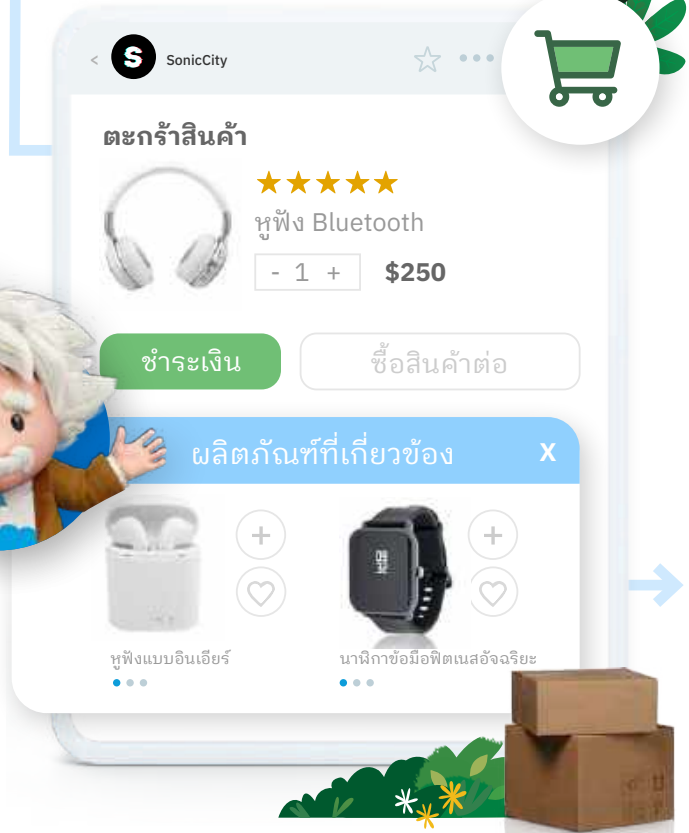 < S SonicCity
ตะกร้าสินค้า
หูฟัง Bluetooth
- 1 + $250
ชำระเงิน ซื้อสินค้าต่อ
ผลิตภัณฑ์ที่เกี่ยวข้อง X
หูฟังแบบอินเอียร์ นาฬิกาข้อมือฟิตเนสอัจฉริยะ